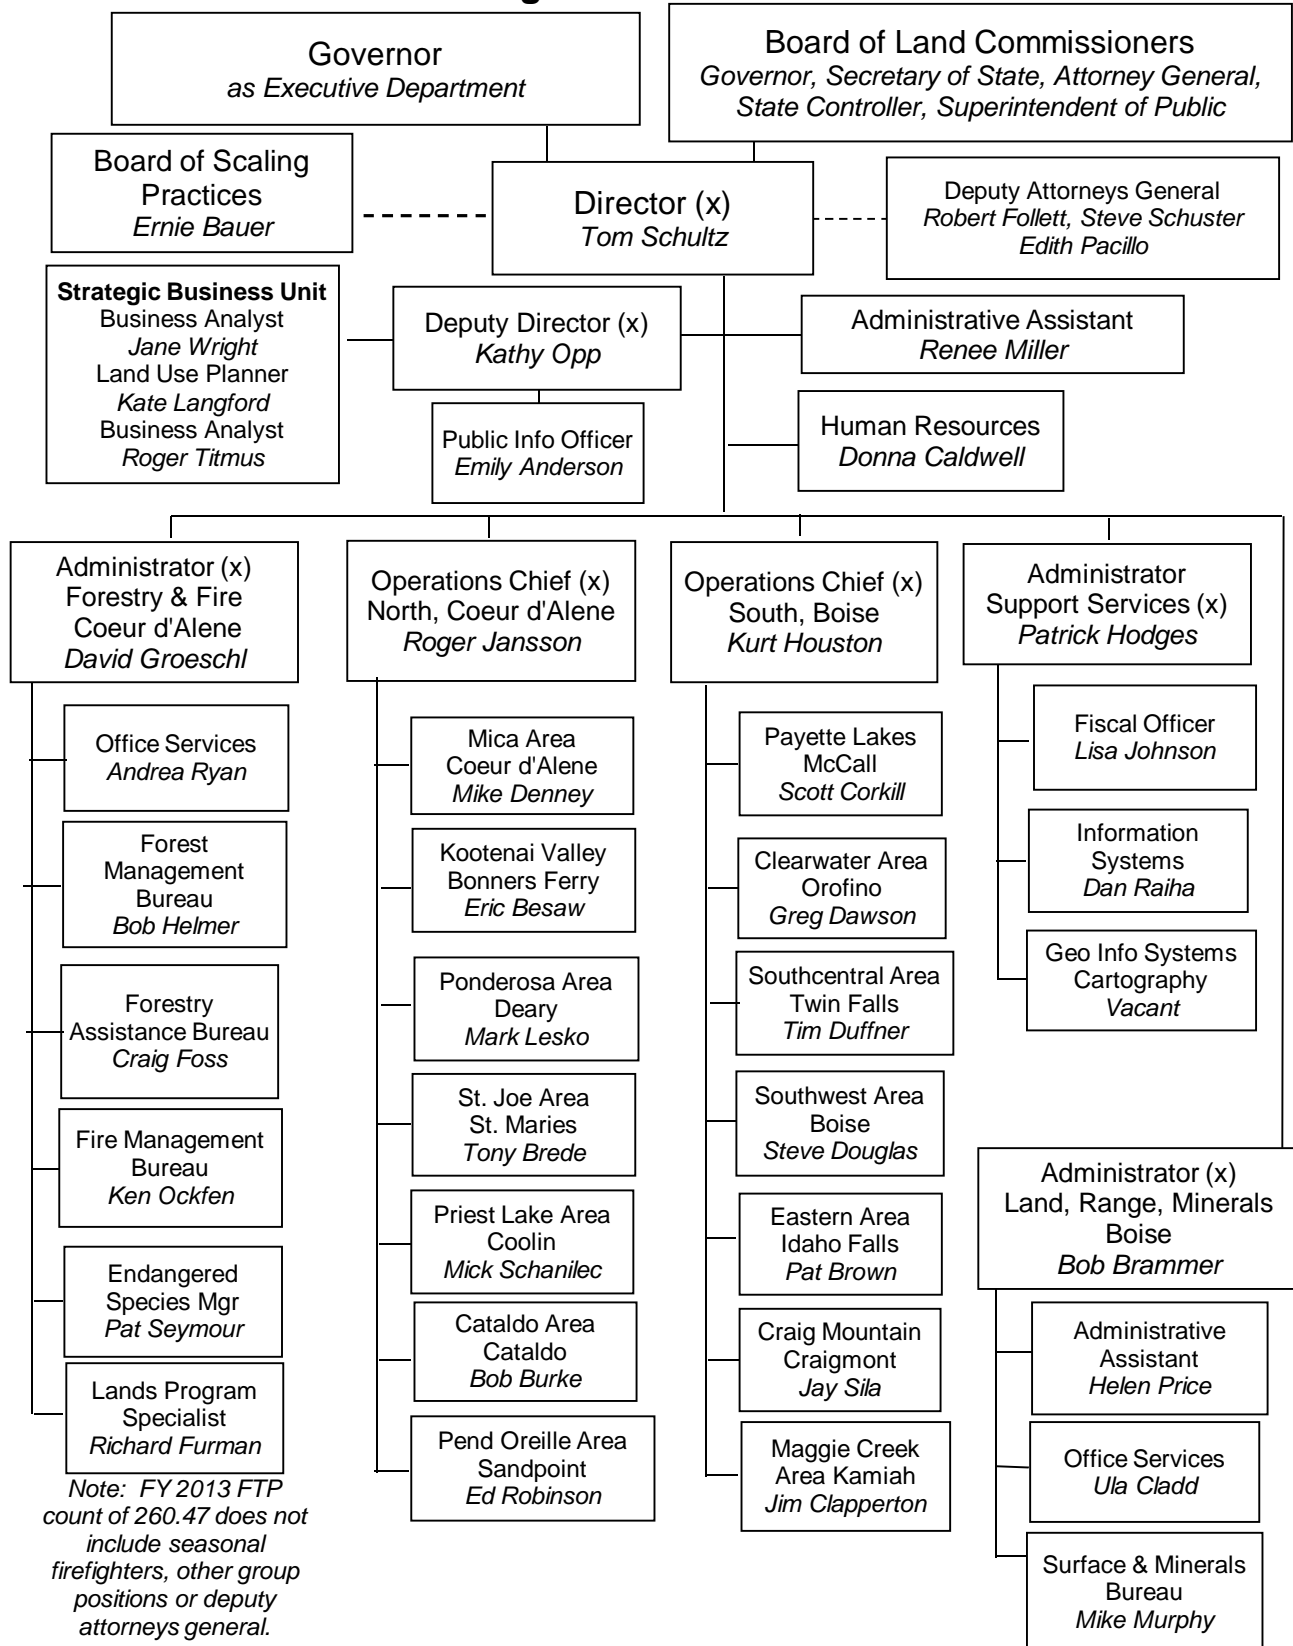 Governor
as Executive Department
Board of Land Commissioners
Governor, Secretary of State, Attorney General,
State Controller, Superintendent of Public
Board of Scaling
Practices
Ernie Bauer
Director (x)
Tom Schultz
Deputy Attorneys General
Robert Follett, Steve Schuster
Edith Pacillo
Strategic Business Unit
Business Analyst
Jane Wright
Land Use Planner
Kate Langford
Business Analyst
Roger Titmus
Deputy Director (x)
Kathy Opp
Administrative Assistant
Renee Miller
Public Info Officer
Emily Anderson
Human Resources
Donna Caldwell
Administrator (x)
Forestry & Fire
Coeur d'Alene
David Groeschl
Operations Chief (x)
North, Coeur d'Alene
Roger Jansson
Operations Chief (x)
South, Boise
Kurt Houston
Administrator
Support Services (x)
Patrick Hodges
Office Services
Andrea Ryan
Forest
Management
Bureau
Bob Helmer
Forestry
Assistance Bureau
Craig Foss
Fire Management
Bureau
Ken Ockfen
Endangered
Species Mgr
Pat Seymour
Lands Program
Specialist
Richard Furman
Note: FY 2013 FTP
count of 260.47 does not
include seasonal
firefighters, other group
positions or deputy
attorneys general.
Mica Area
Coeur d'Alene
Mike Denney
Kootenai Valley
Bonners Ferry
Eric Besaw
Ponderosa Area
Deary
Mark Lesko
St. Joe Area
St. Maries
Tony Brede
Priest Lake Area
Coolin
Mick Schanilec
Cataldo Area
Cataldo
Bob Burke
Pend Oreille Area
Sandpoint
Ed Robinson
Payette Lakes
McCall
Scott Corkill
Clearwater Area
Orofino
Greg Dawson
Southcentral Area
Twin Falls
Tim Duffner
Southwest Area
Boise
Steve Douglas
Eastern Area
Idaho Falls
Pat Brown
Craig Mountain
Craigmont
Jay Sila
Maggie Creek
Area Kamiah
Jim Clapperton
Fiscal Officer
Lisa Johnson
Information
Systems
Dan Raiha
Geo Info Systems
Cartography
Vacant
Administrator (x)
Land, Range, Minerals
Boise
Bob Brammer
Administrative
Assistant
Helen Price
Office Services
Ula Cladd
Surface & Minerals
Bureau
Mike Murphy